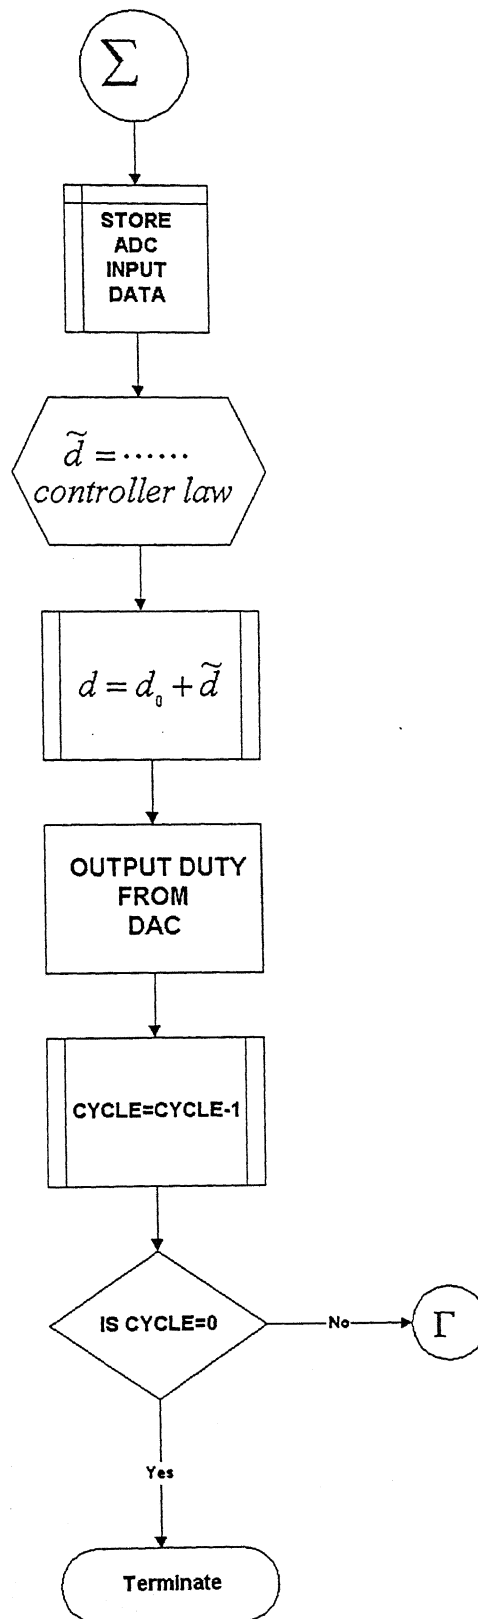 Σ
STORE
ADC
INPUT
DATA
d̃ = ······
controller law
d = d₀ + d̃
OUTPUT DUTY
FROM
DAC
CYCLE=CYCLE-1
IS CYCLE=0
No
Γ
Yes
Terminate